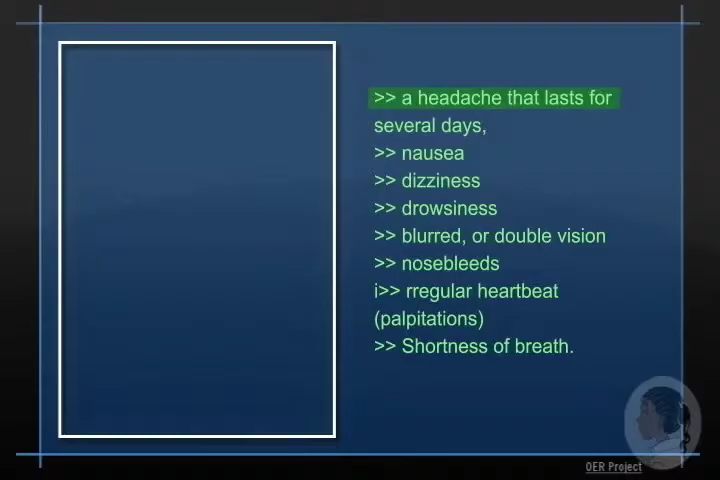 >> a headache that lasts for
several days,
>> nausea
>> dizziness
>> drowsiness
>> blurred, or double vision
>> nosebleeds
i>> rregular heartbeat
(palpitations)
>> Shortness of breath.
OER Project